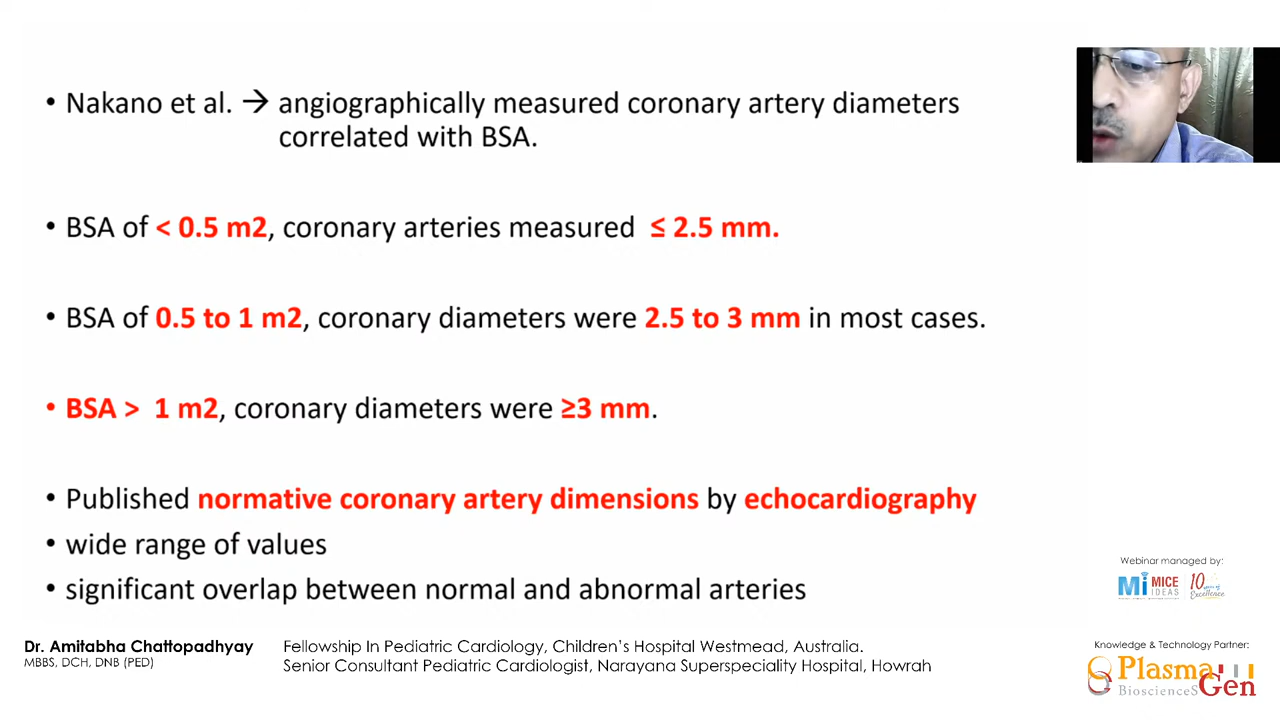 • Nakano et al. → angiographically measured coronary artery diameters
correlated with BSA.
• BSA of < 0.5 m2, coronary arteries measured ≤ 2.5 mm.
• BSA of 0.5 to 1 m2, coronary diameters were 2.5 to 3 mm in most cases.
• BSA > 1 m2, coronary diameters were ≥3 mm.
• Published normative coronary artery dimensions by echocardiography
• wide range of values
• significant overlap between normal and abnormal arteries
Webinar managed by:
Mi MICE IDEAS 10 years of Excellence
Dr. Amitabha Chattopadhyay
MBBS, DCH, DNB (PED)
Fellowship In Pediatric Cardiology, Children's Hospital Westmead, Australia.
Senior Consultant Pediatric Cardiologist, Narayana Superspeciality Hospital, Howrah
Knowledge & Technology Partner:
Plasma
BioscienceS Gen